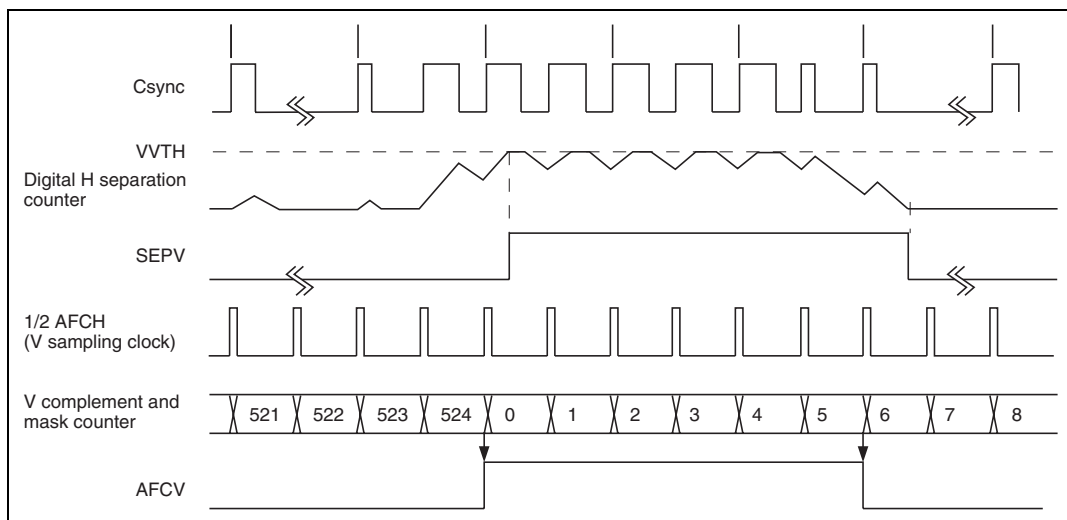 Csync
VVTH
Digital H separation
counter
SEPV
1/2 AFCH
(V sampling clock)
V complement and
mask counter
521 522 523 524 0 1 2 3 4 5 6 7 8
AFCV